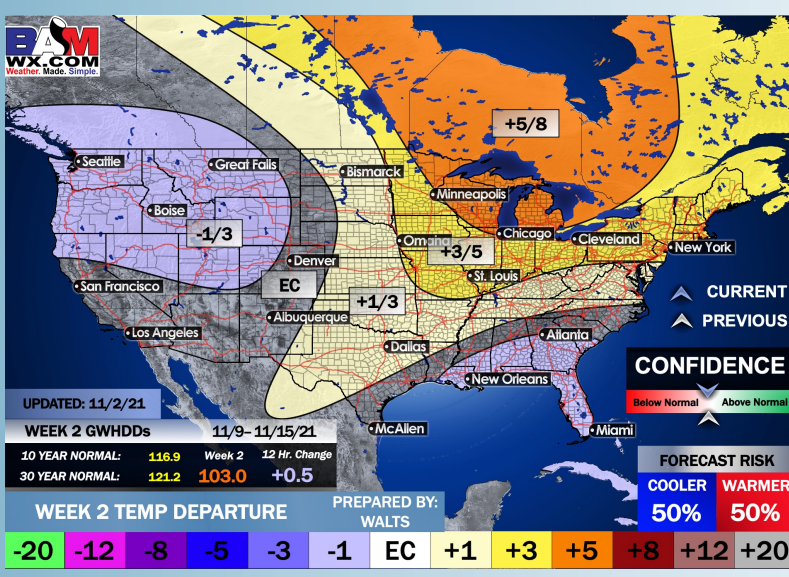 BAM
WX.COM
Weather. Made. Simple.
+5/8
Seattle
Great Falls
Bismarck
Minneapolis
Boise
-1/3
Omaha
+3/5
Chicago
Cleveland
New York
Denver
EC
St. Louis
San Francisco
+1/3
CURRENT
Albuquerque
PREVIOUS
Los Angeles
Dallas
Atlanta
CONFIDENCE
New Orleans
Below Normal
Above Normal
UPDATED: 11/2/21
McAllen
Miami
WEEK 2 GWHDDs 11/9–11/15/21
10 YEAR NORMAL: 116.9 Week 2 12 Hr. Change
30 YEAR NORMAL: 121.2 103.0 +0.5
FORECAST RISK
COOLER WARMER
50% 50%
WEEK 2 TEMP DEPARTURE
PREPARED BY:
WALTS
-20 -12 -8 -5 -3 -1 EC +1 +3 +5 +8 +12 +20